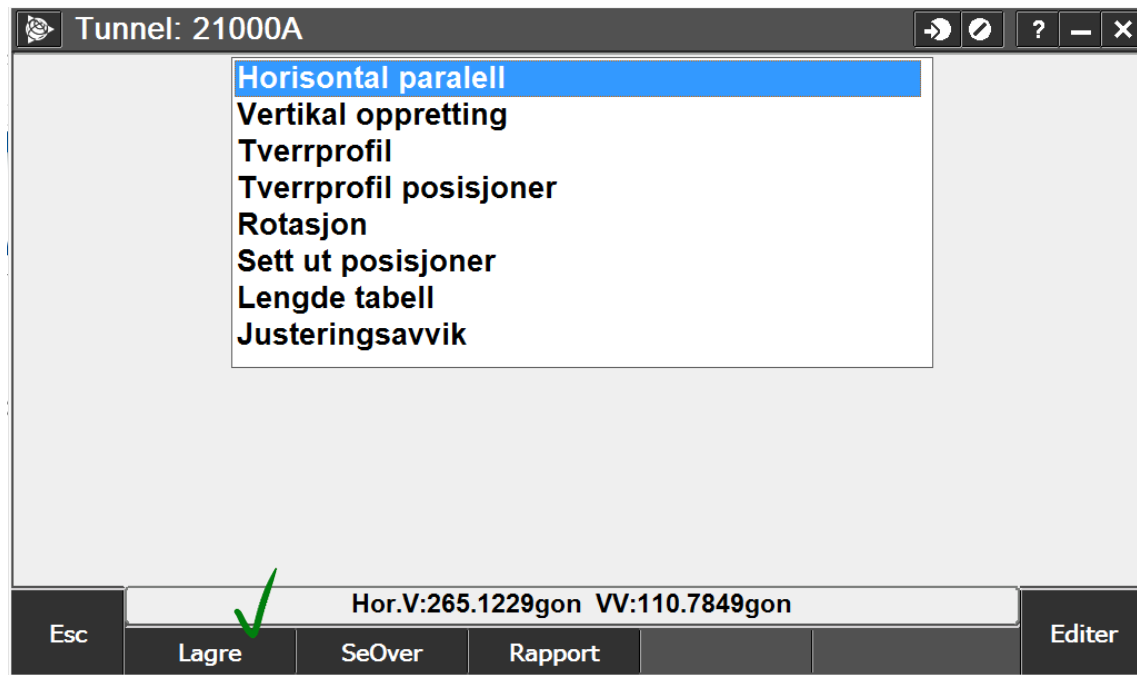 Tunnel: 21000A
?
Horisontal paralell
Vertikal oppretting
Tverrprofil
Tverrprofil posisjoner
Rotasjon
Sett ut posisjoner
Lengde tabell
Justeringsavvik
Hor.V:265.1229gon VV:110.7849gon
Esc
Lagre
SeOver
Rapport
Editer